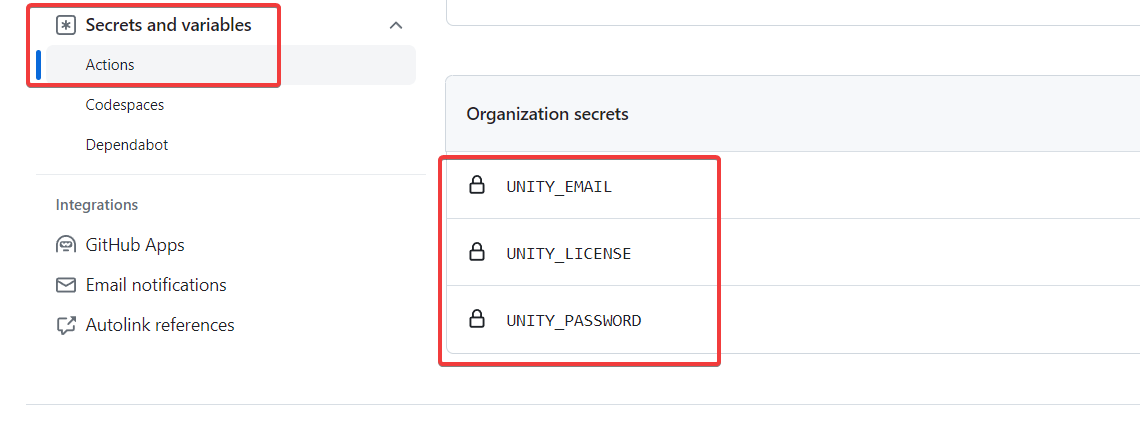 Secrets and variables
Actions
Codespaces
Dependabot
Integrations
GitHub Apps
Email notifications
Autolink references
Organization secrets
UNITY_EMAIL
UNITY_LICENSE
UNITY_PASSWORD